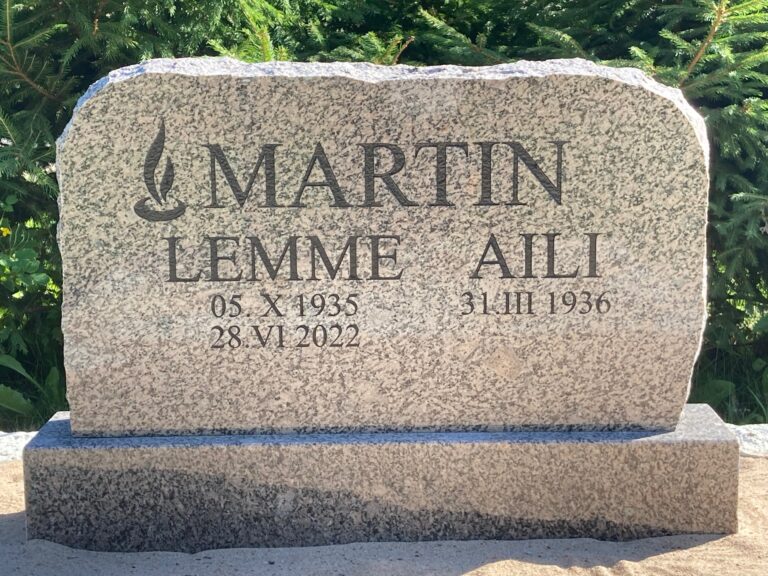 MARTIN
LEMME AILI
05. X 1935 31.III 1936
28.VI 2022